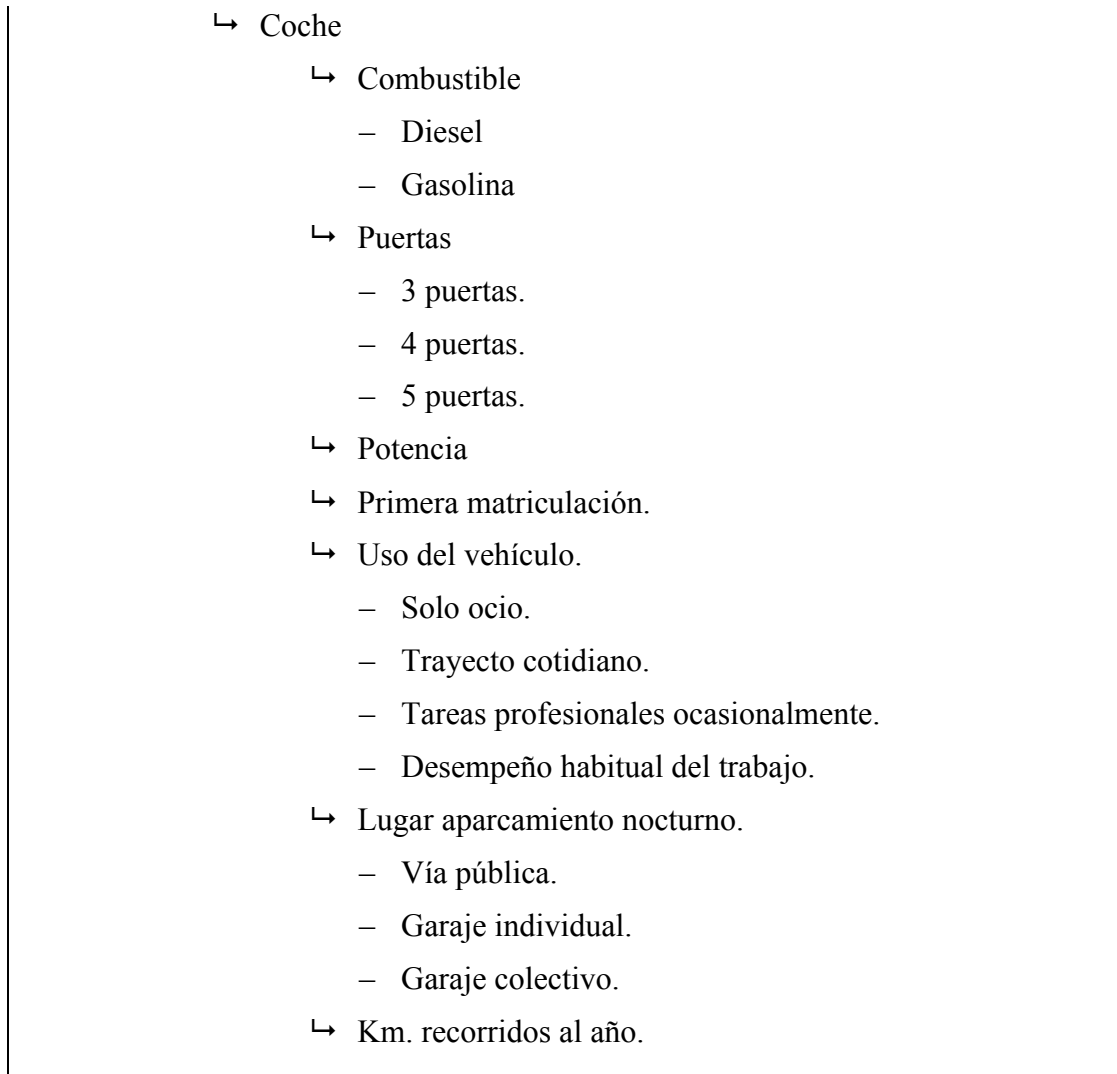 ↳ Coche
↳ Combustible
– Diesel
– Gasolina
↳ Puertas
– 3 puertas.
– 4 puertas.
– 5 puertas.
↳ Potencia
↳ Primera matriculación.
↳ Uso del vehículo.
– Solo ocio.
– Trayecto cotidiano.
– Tareas profesionales ocasionalmente.
– Desempeño habitual del trabajo.
↳ Lugar aparcamiento nocturno.
– Vía pública.
– Garaje individual.
– Garaje colectivo.
↳ Km. recorridos al año.